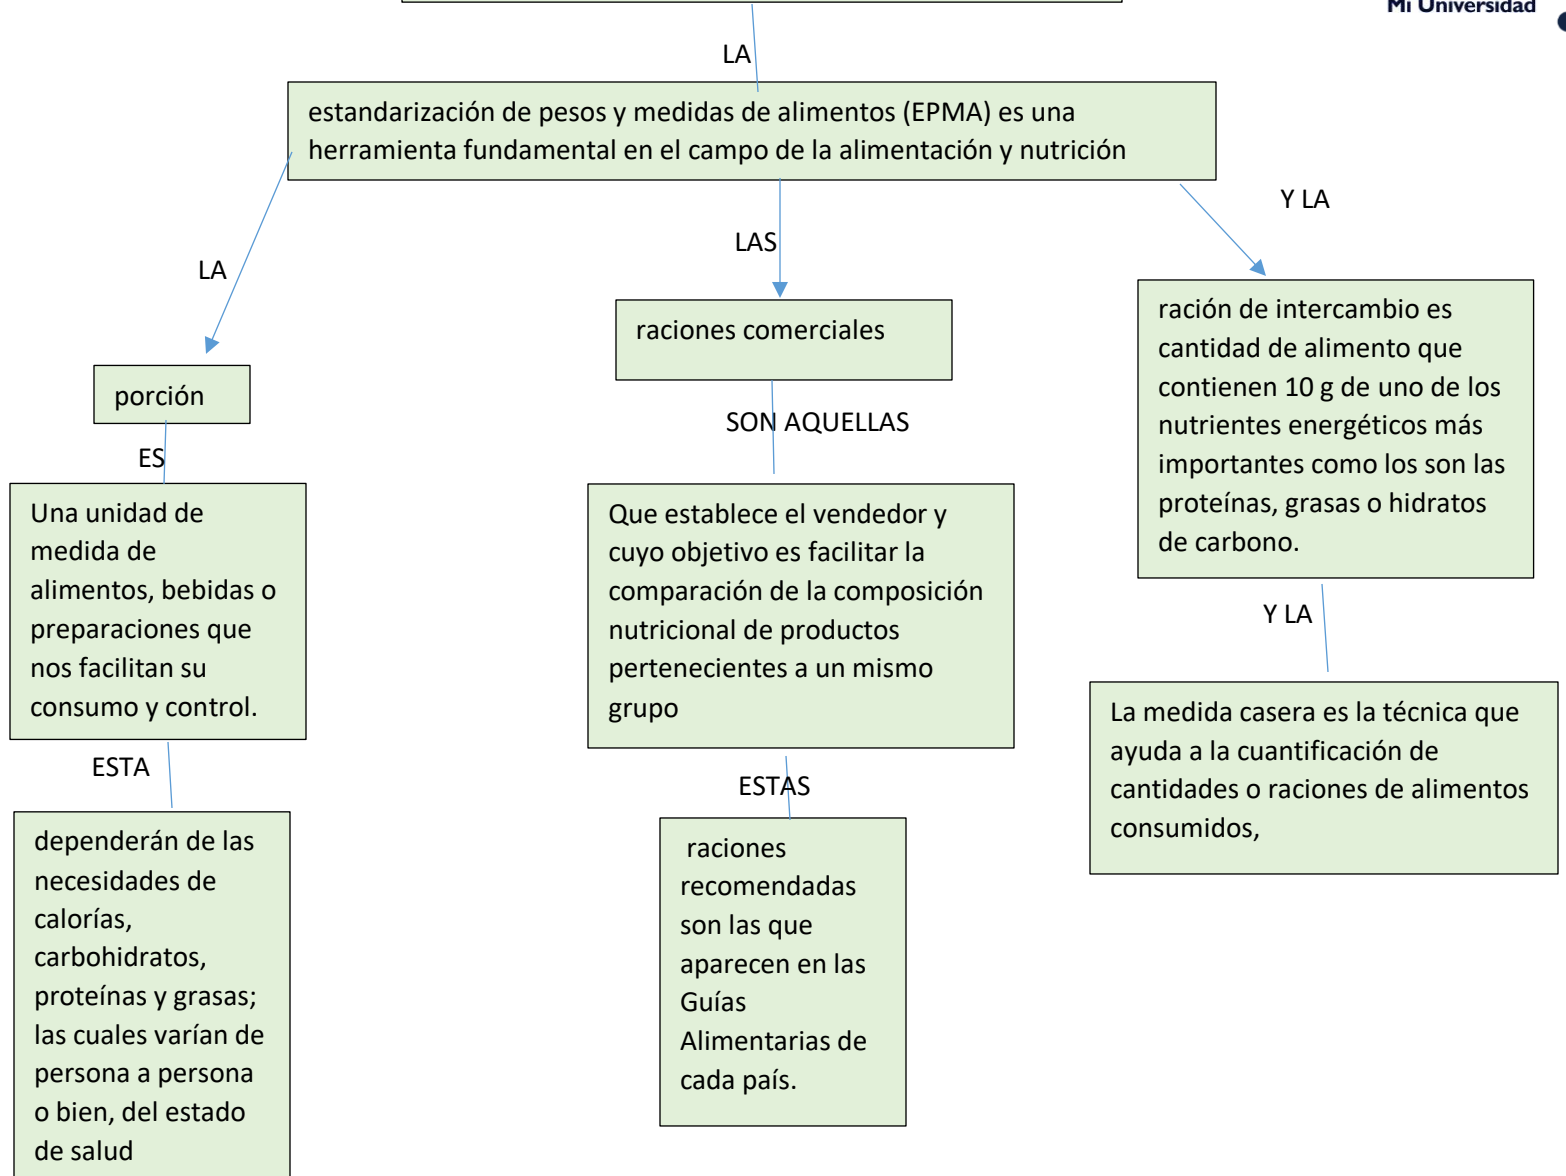 Mi Universidad
LA
estandarización de pesos y medidas de alimentos (EPMA) es una
herramienta fundamental en el campo de la alimentación y nutrición
LA
porción
ES
Una unidad de
medida de
alimentos, bebidas o
preparaciones que
nos facilitan su
consumo y control.
ESTA
dependerán de las
necesidades de
calorías,
carbohidratos,
proteínas y grasas;
las cuales varían de
persona a persona
o bien, del estado
de salud
LAS
raciones comerciales
SON AQUELLAS
Que establece el vendedor y
cuyo objetivo es facilitar la
comparación de la composición
nutricional de productos
pertenecientes a un mismo
grupo
ESTAS
raciones
recomendadas
son las que
aparecen en las
Guías
Alimentarias de
cada país.
Y LA
ración de intercambio es
cantidad de alimento que
contienen 10 g de uno de los
nutrientes energéticos más
importantes como los son las
proteínas, grasas o hidratos
de carbono.
Y LA
La medida casera es la técnica que
ayuda a la cuantificación de
cantidades o raciones de alimentos
consumidos,